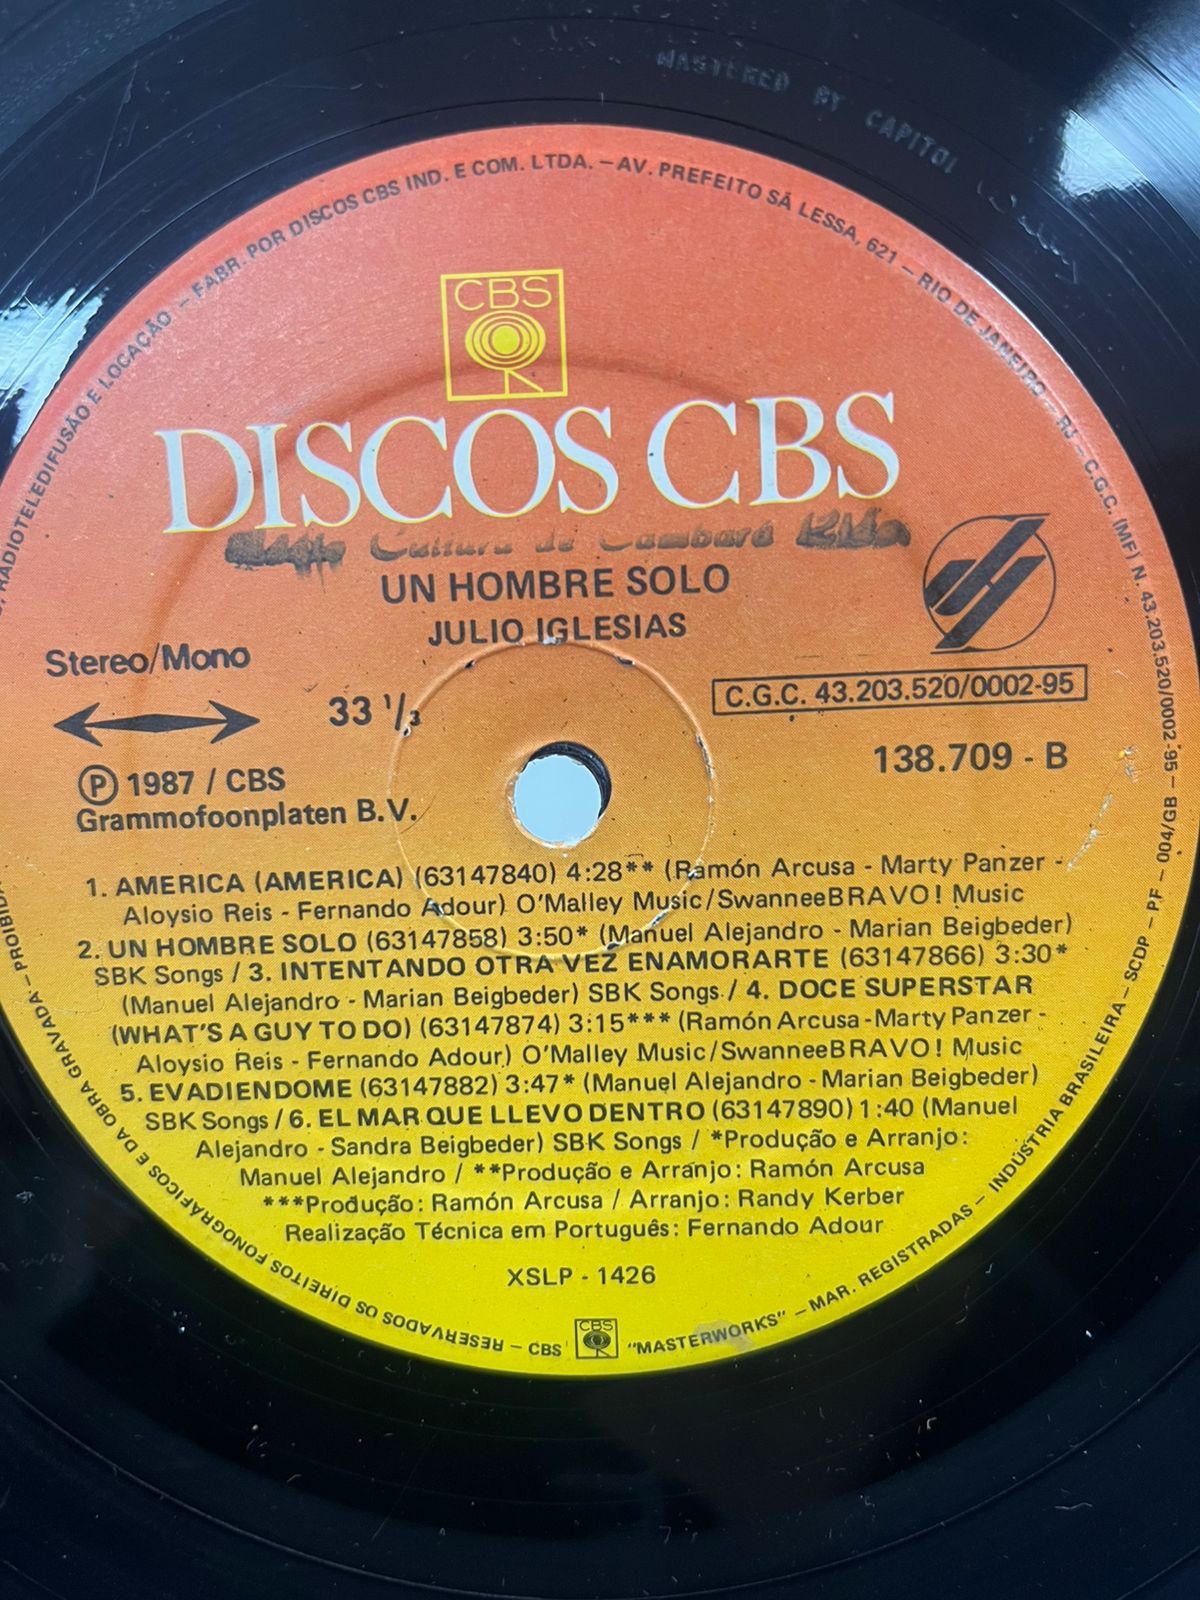 MASTERED BY CAPITOL
RADIOTELEDIFUSÃO E LOCAÇÃO – FABR. POR DISCOS CBS IND. E COM. LTDA. – AV. PREFEITO SÁ LESSA, 621 – RIO DE JANEIRO – RJ – C.G.C. (MF) N. 43.203.520/0002-95 – 004/GB – PF – SCDP – INDÚSTRIA BRASILEIRA
CBS
DISCOS CBS
Cultura de Cambará
UN HOMBRE SOLO
JULIO IGLESIAS
Stereo/Mono
33 1/3
C.G.C. 43.203.520/0002-95
138.709 - B
Ⓟ 1987 / CBS
Grammofoonplaten B.V.
1. AMERICA (AMERICA) (63147840) 4:28** (Ramón Arcusa - Marty Panzer -
Aloysio Reis - Fernando Adour) O'Malley Music/SwanneeBRAVO! Music
2. UN HOMBRE SOLO (63147858) 3:50* (Manuel Alejandro - Marian Beigbeder)
SBK Songs / 3. INTENTANDO OTRA VEZ ENAMORARTE (63147866) 3:30*
(Manuel Alejandro - Marian Beigbeder) SBK Songs / 4. DOCE SUPERSTAR
(WHAT'S A GUY TO DO) (63147874) 3:15*** (Ramón Arcusa - Marty Panzer -
Aloysio Reis - Fernando Adour) O'Malley Music/SwanneeBRAVO! Music
5. EVADIENDOME (63147882) 3:47* (Manuel Alejandro - Marian Beigbeder)
SBK Songs / 6. EL MAR QUE LLEVO DENTRO (63147890) 1:40 (Manuel
Alejandro - Sandra Beigbeder) SBK Songs / *Produção e Arranjo:
Manuel Alejandro / **Produção e Arranjo: Ramón Arcusa
***Produção: Ramón Arcusa / Arranjo: Randy Kerber
Realização Técnica em Português: Fernando Adour
XSLP - 1426
RESERVADOS OS DIREITOS FONOGRÁFICOS E DA OBRA GRAVADA –
– CBS CBS "MASTERWORKS" – MAR. REGISTRADAS –